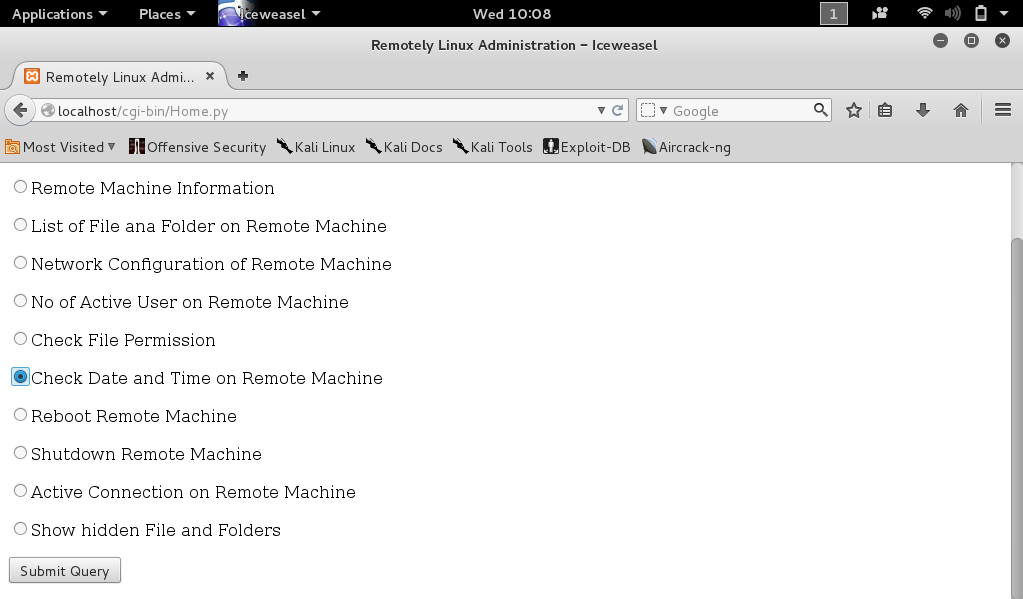 Applications Places Iceweasel Wed 10:08 1
Remotely Linux Administration - Iceweasel
Remotely Linux Admi...
localhost/cgi-bin/Home.py Google
Most Visited Offensive Security Kali Linux Kali Docs Kali Tools Exploit-DB Aircrack-ng
Remote Machine Information
List of File ana Folder on Remote Machine
Network Configuration of Remote Machine
No of Active User on Remote Machine
Check File Permission
Check Date and Time on Remote Machine
Reboot Remote Machine
Shutdown Remote Machine
Active Connection on Remote Machine
Show hidden File and Folders
Submit Query